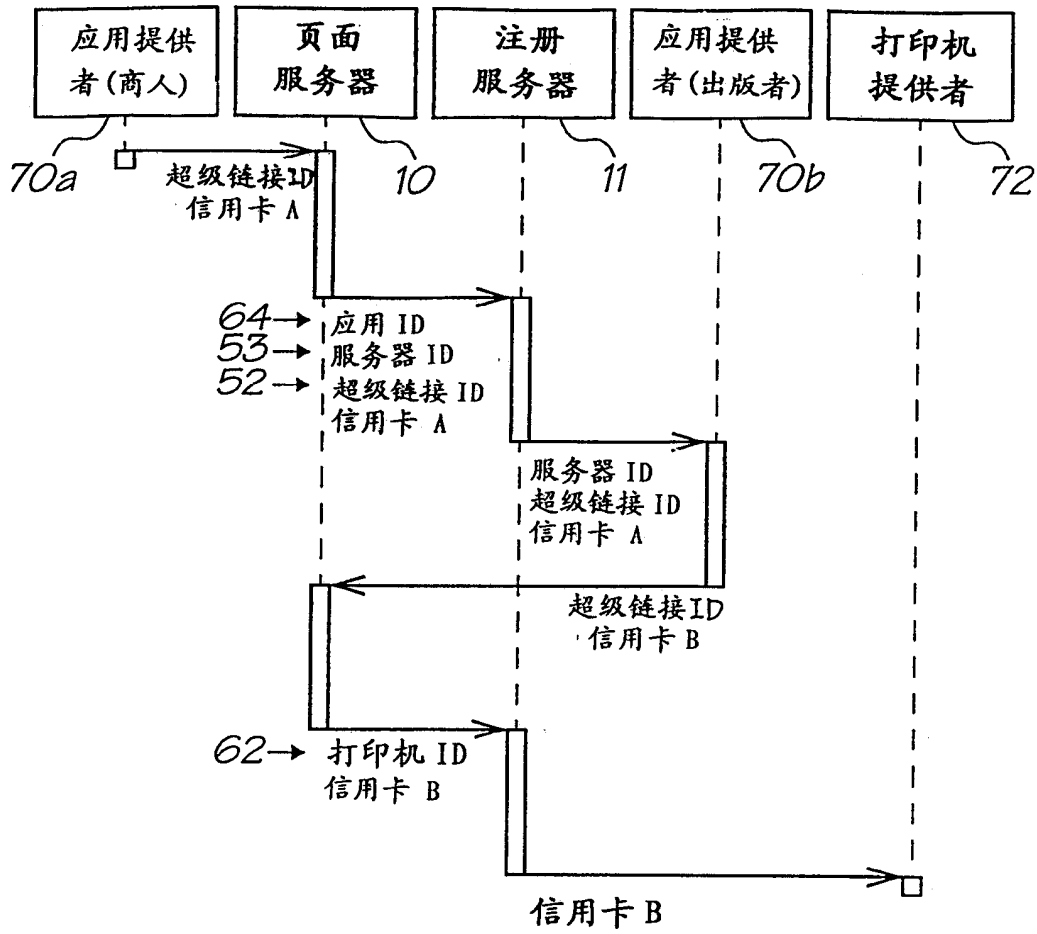 应用提供
者(商人)
页面
服务器
注册
服务器
应用提供
者(出版者)
打印机
提供者
70a
10
11
70b
72
超级链接ID
信用卡 A
64→ 应用 ID
53→ 服务器 ID
52→ 超级链接 ID
信用卡 A
服务器 ID
超级链接 ID
信用卡 A
超级链接ID
信用卡 B
62→ 打印机 ID
信用卡 B
信用卡 B